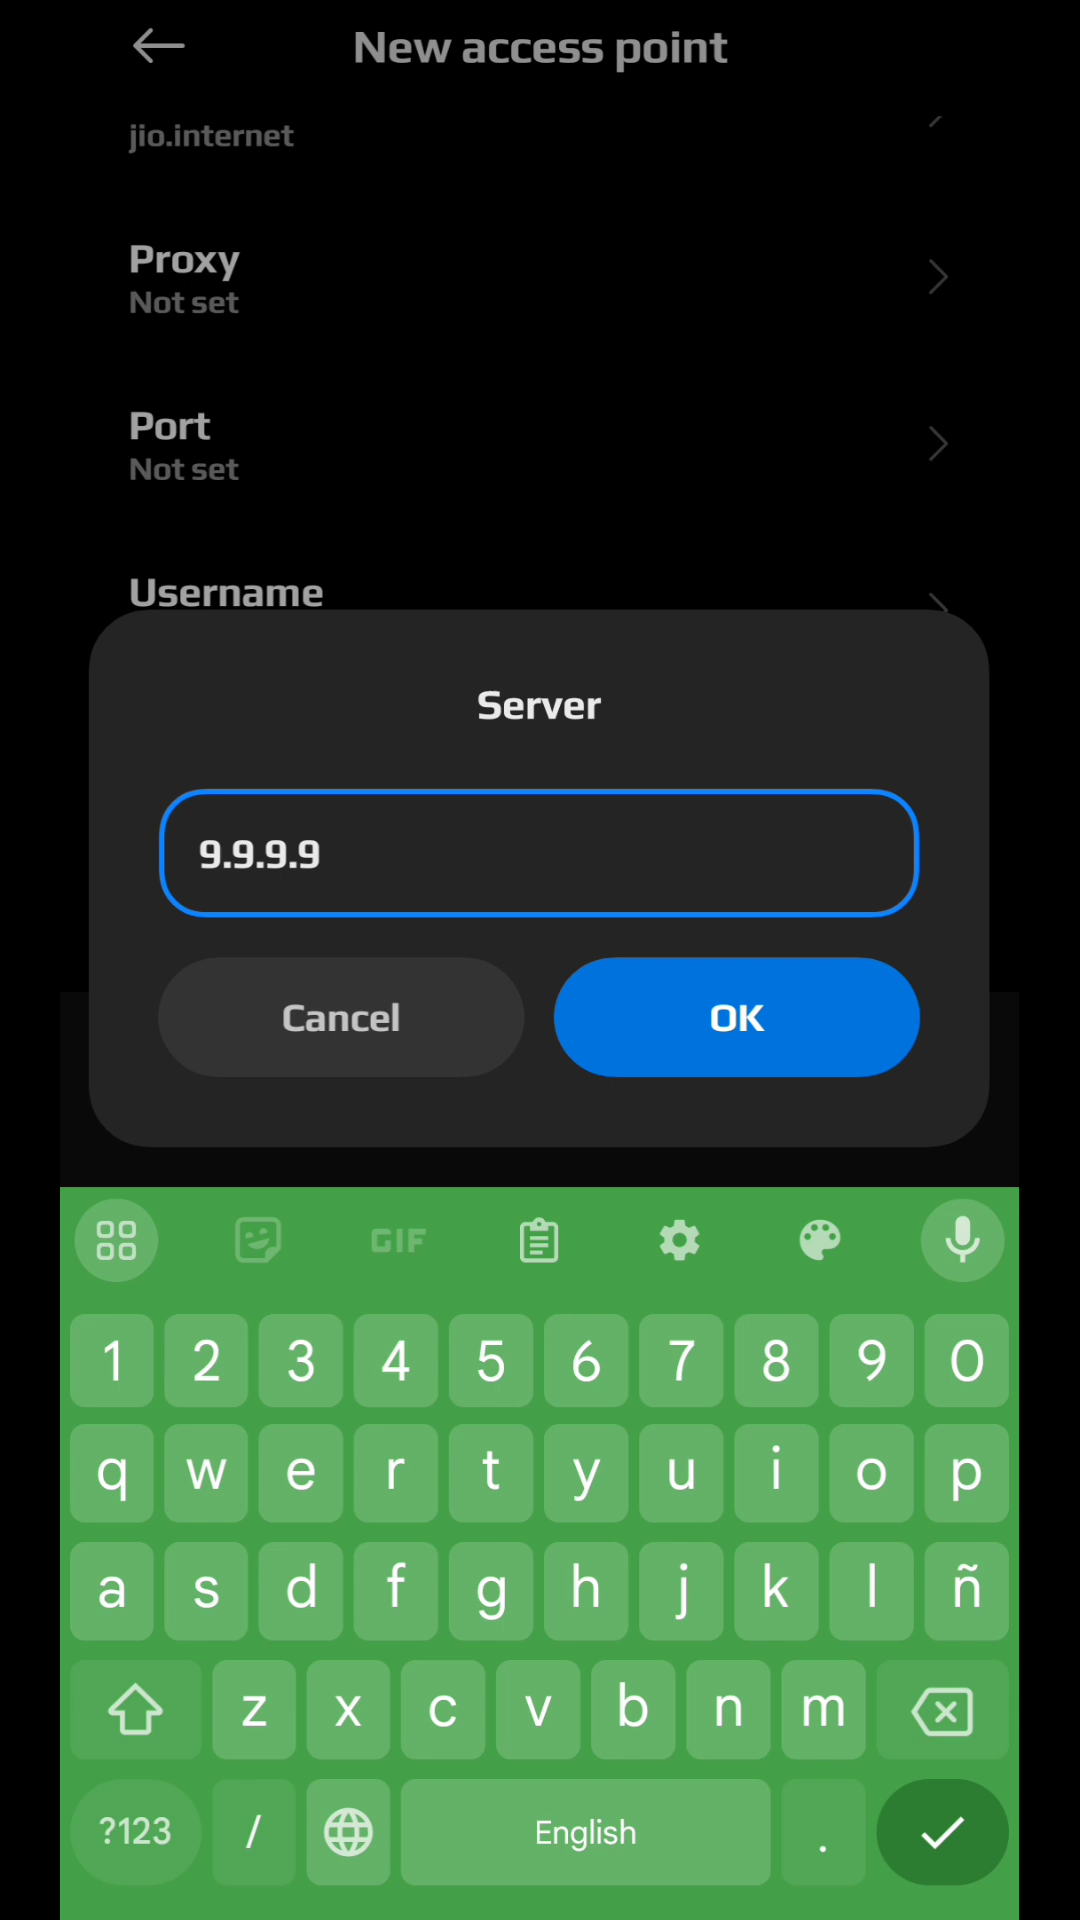 New access point
jio.internet
Proxy
Not set
Port
Not set
Username
Server
9.9.9.9
Cancel
OK
GIF
1 2 3 4 5 6 7 8 9 0
q w e r t y u i o p
a s d f g h j k l ñ
z x c v b n m
?123 / English .